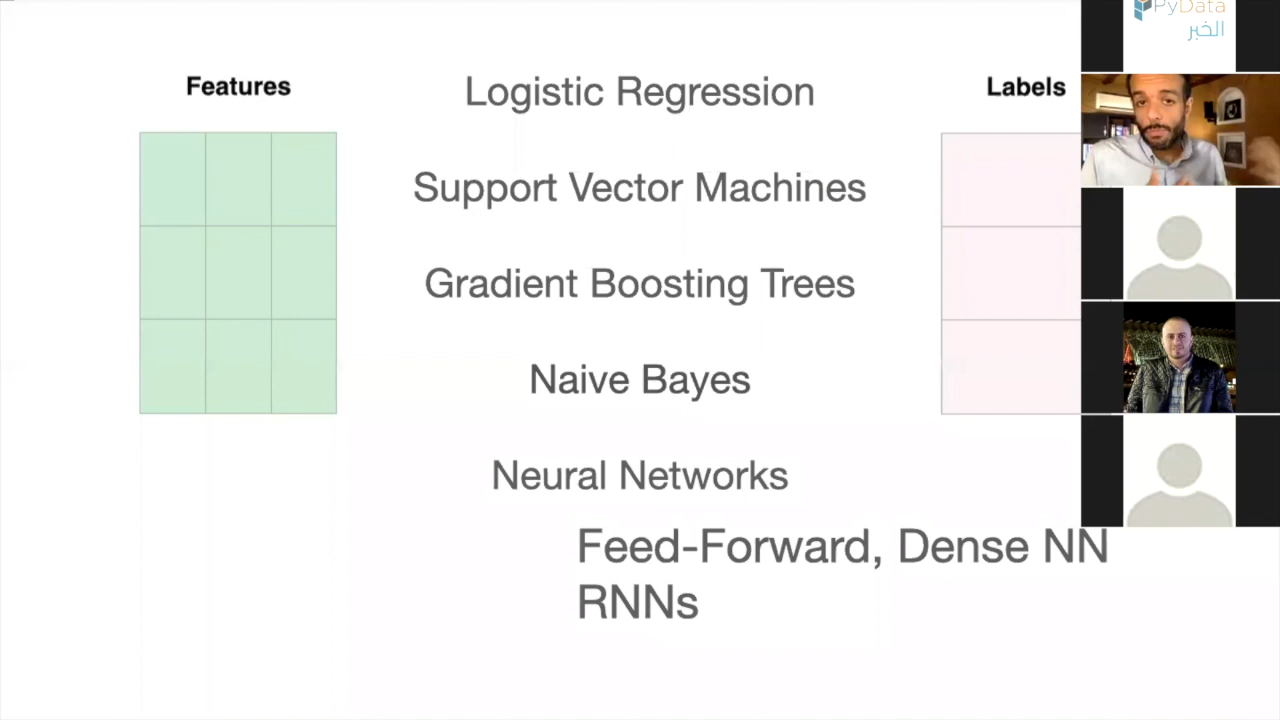 PyData
الخبر
Features
Logistic Regression
Labels
Support Vector Machines
Gradient Boosting Trees
Naive Bayes
Neural Networks
Feed-Forward, Dense NN
RNNs